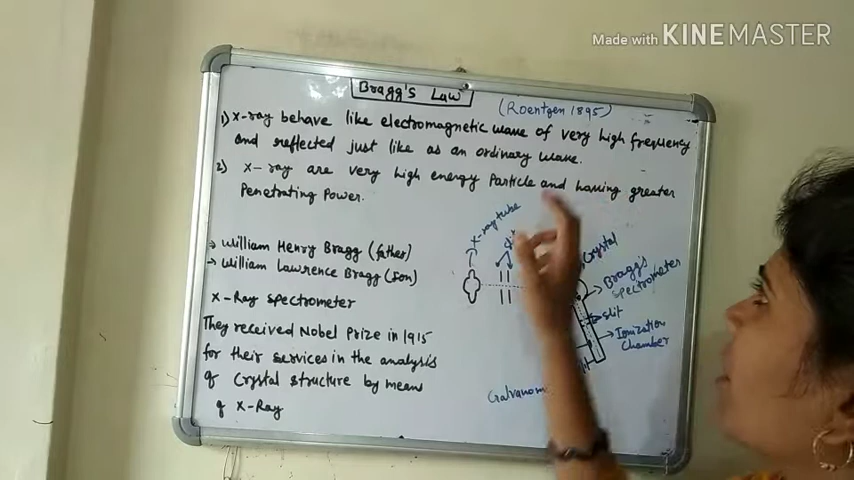 Made with KINEMASTER
Bragg's Law
(Roentgen 1895)
1) X-ray behave like electromagnetic wave of very high frequency
and reflected just like as an ordinary wave.
2) X-ray are very high energy Particle and having greater
Penetrating Power.
→ William Henry Bragg (father)
→ William Lawrence Bragg (son)
X-Ray spectrometer
They received Nobel Prize in 1915
for their services in the analysis
of Crystal structure by means
of X-Ray
X-ray tube
Crystal
Bragg's
Spectrometer
slit
Ionization
Chamber